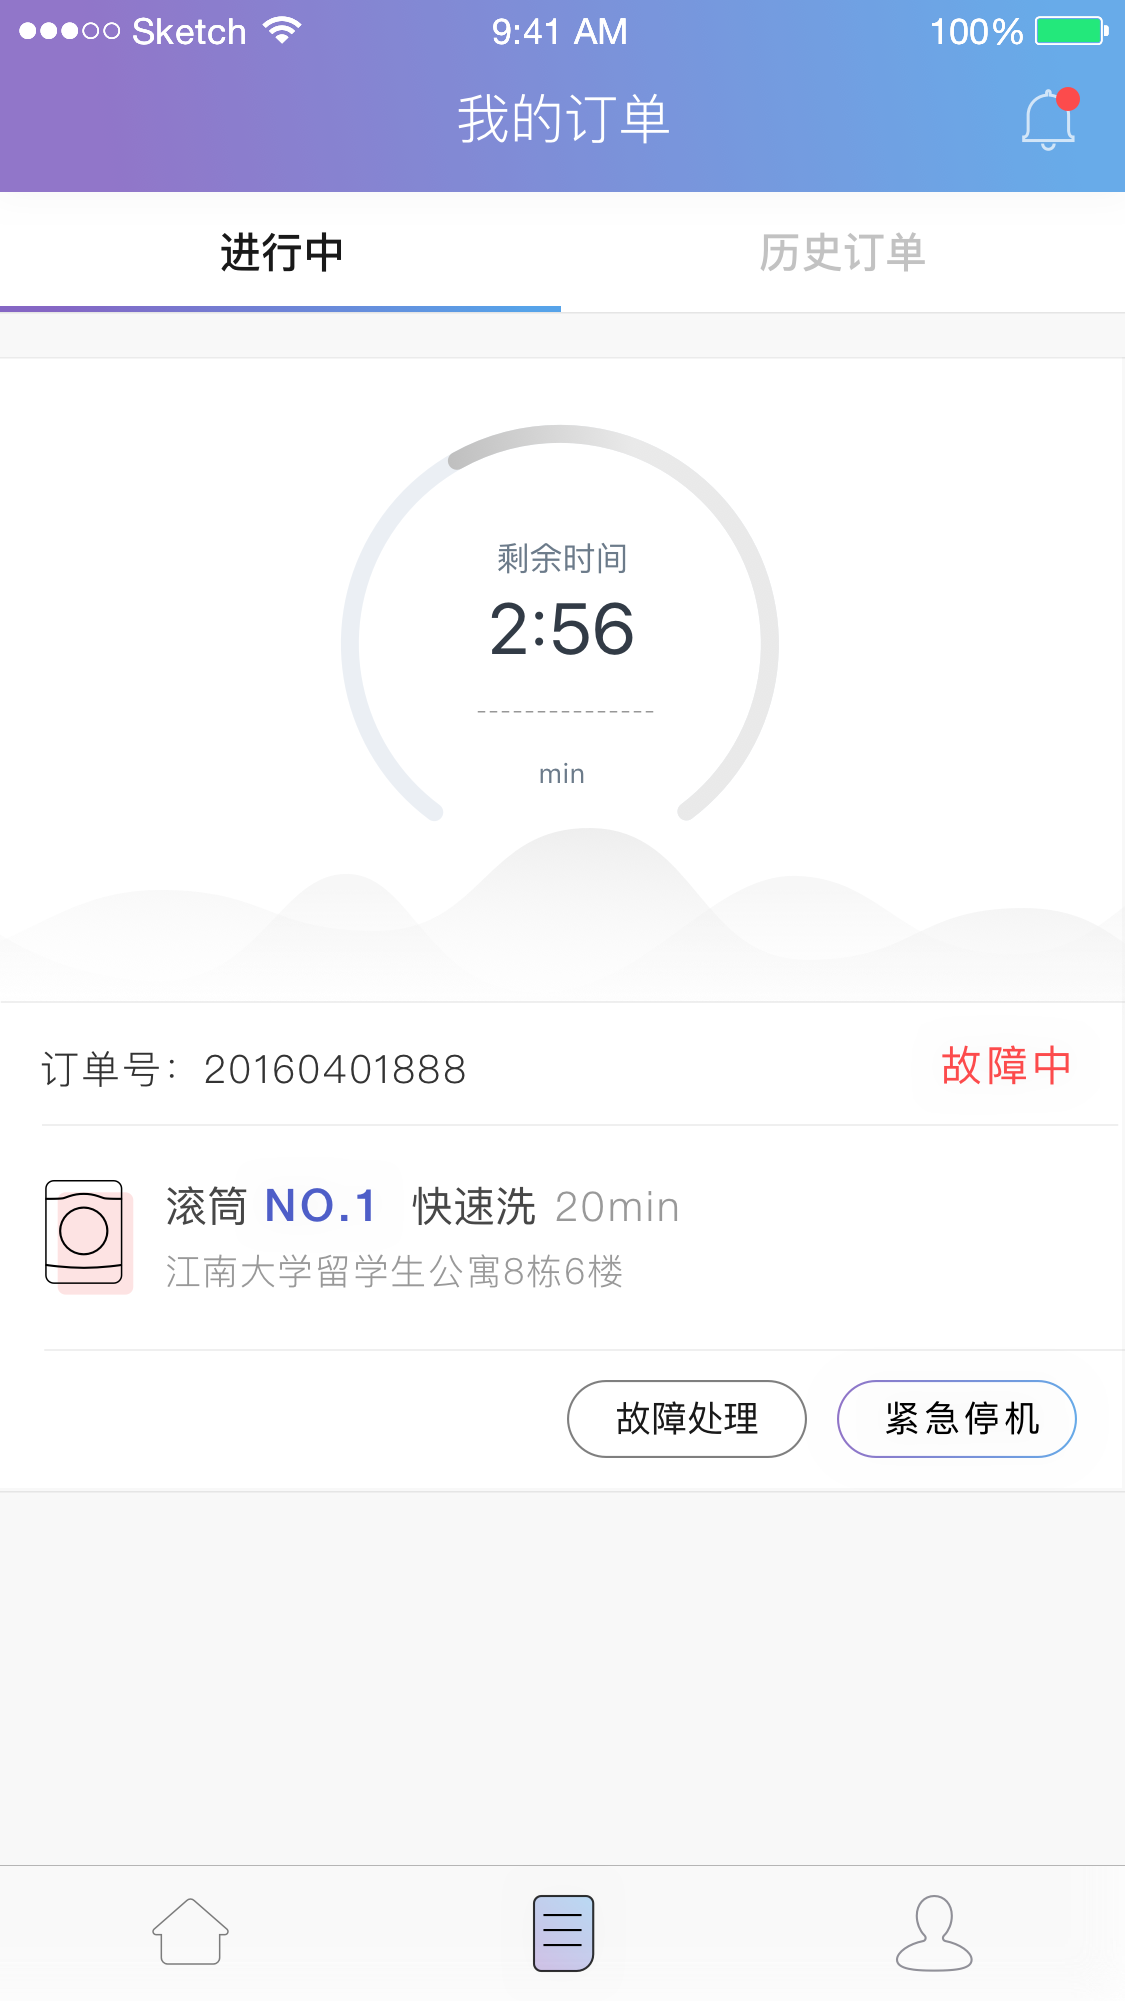 Sketch 9:41 AM 100%
我的订单
进行中 历史订单
剩余时间
2:56
min
订单号：20160401888 故障中
滚筒 NO.1 快速洗 20min
江南大学留学生公寓8栋6楼
故障处理 紧急停机